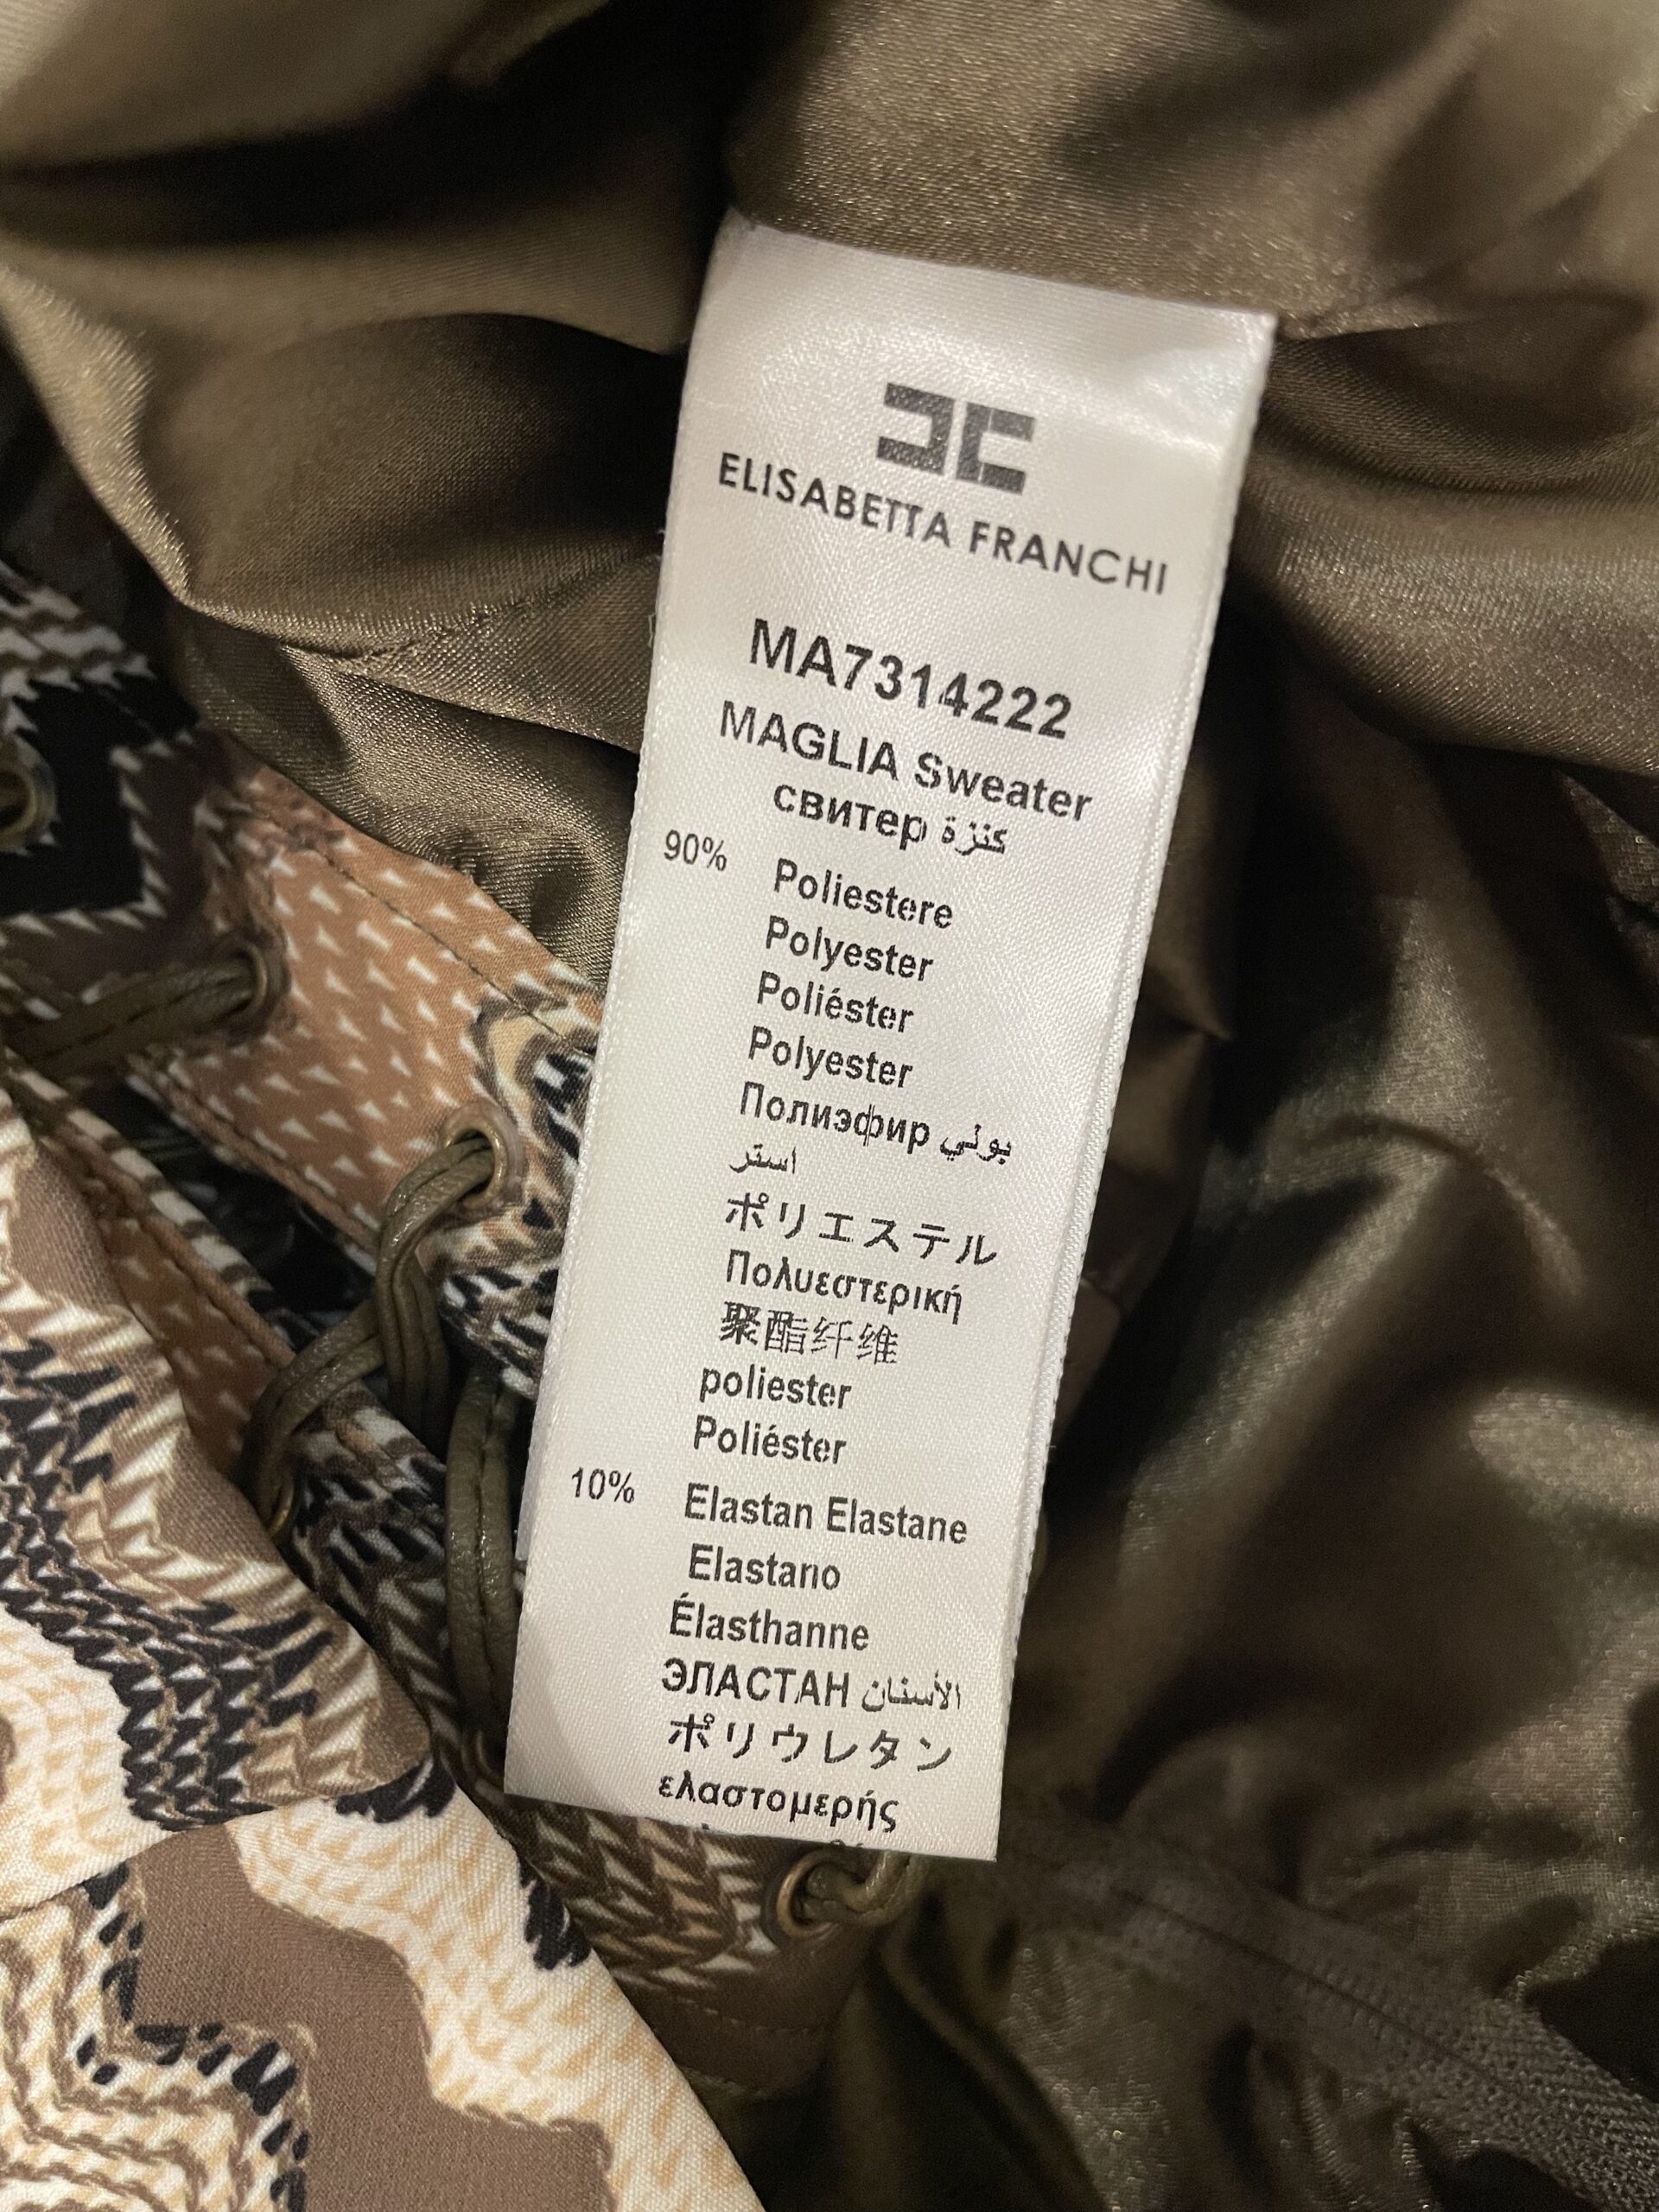 ELISABETTA FRANCHI
MA7314222
MAGLIA Sweater
свитер كنزة
90% Poliestere
Polyester
Poliéster
Polyester
Полиэфир بولي
استر
ポリエステル
Πολυεστερική
聚酯纤维
poliester
Poliéster
10% Elastan Elastane
Elastano
Élasthanne
ЭЛАСТАН الأستان
ポリウレタン
ελαστομερής